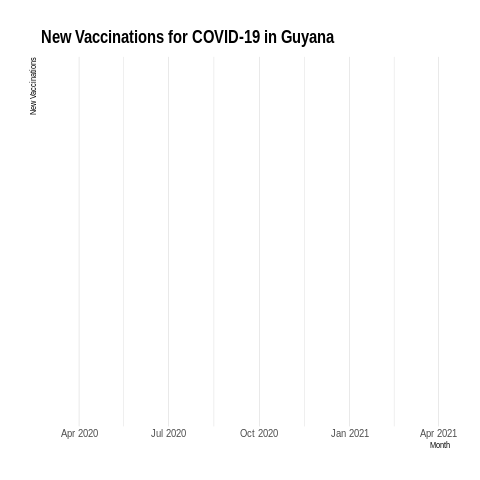 New Vaccinations for COVID-19 in Guyana
New Vaccinations
Apr 2020 Jul 2020 Oct 2020 Jan 2021 Apr 2021
Month